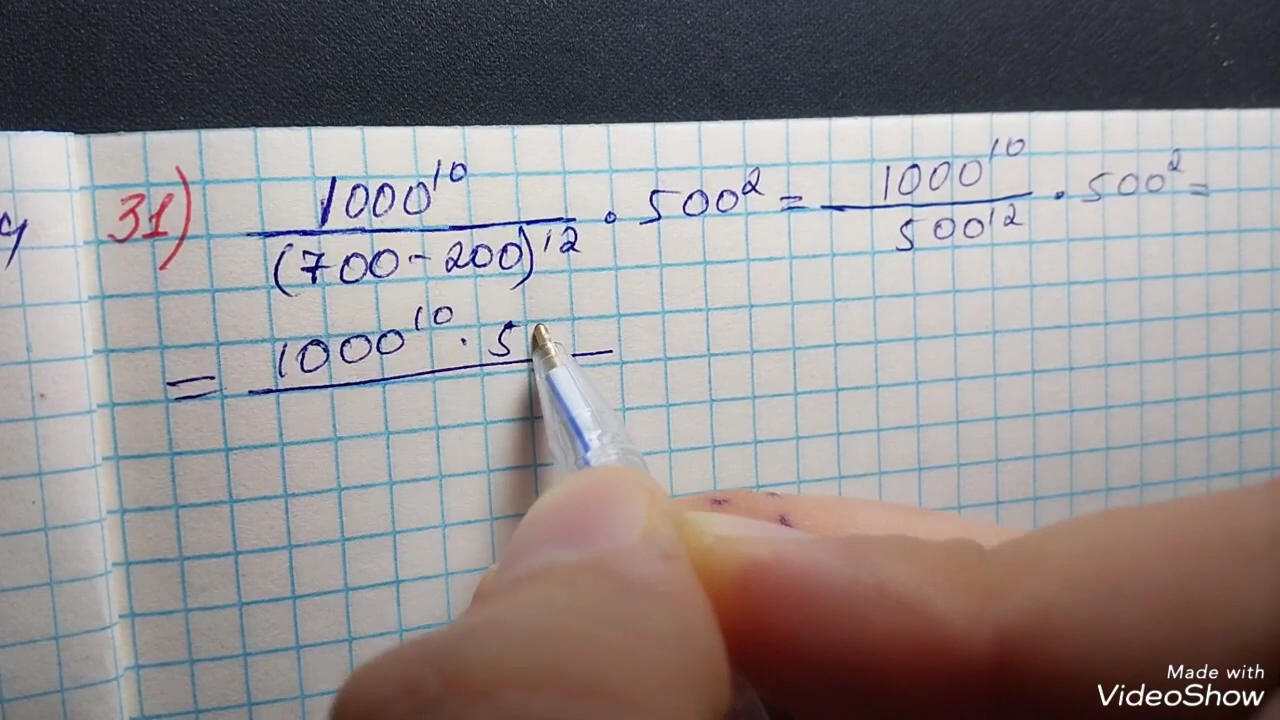 31) 1000^10 / (700-200)^12 · 500^2 = 1000^10 / 500^12 · 500^2 =
= 1000^10 · 5
Made with
VideoShow